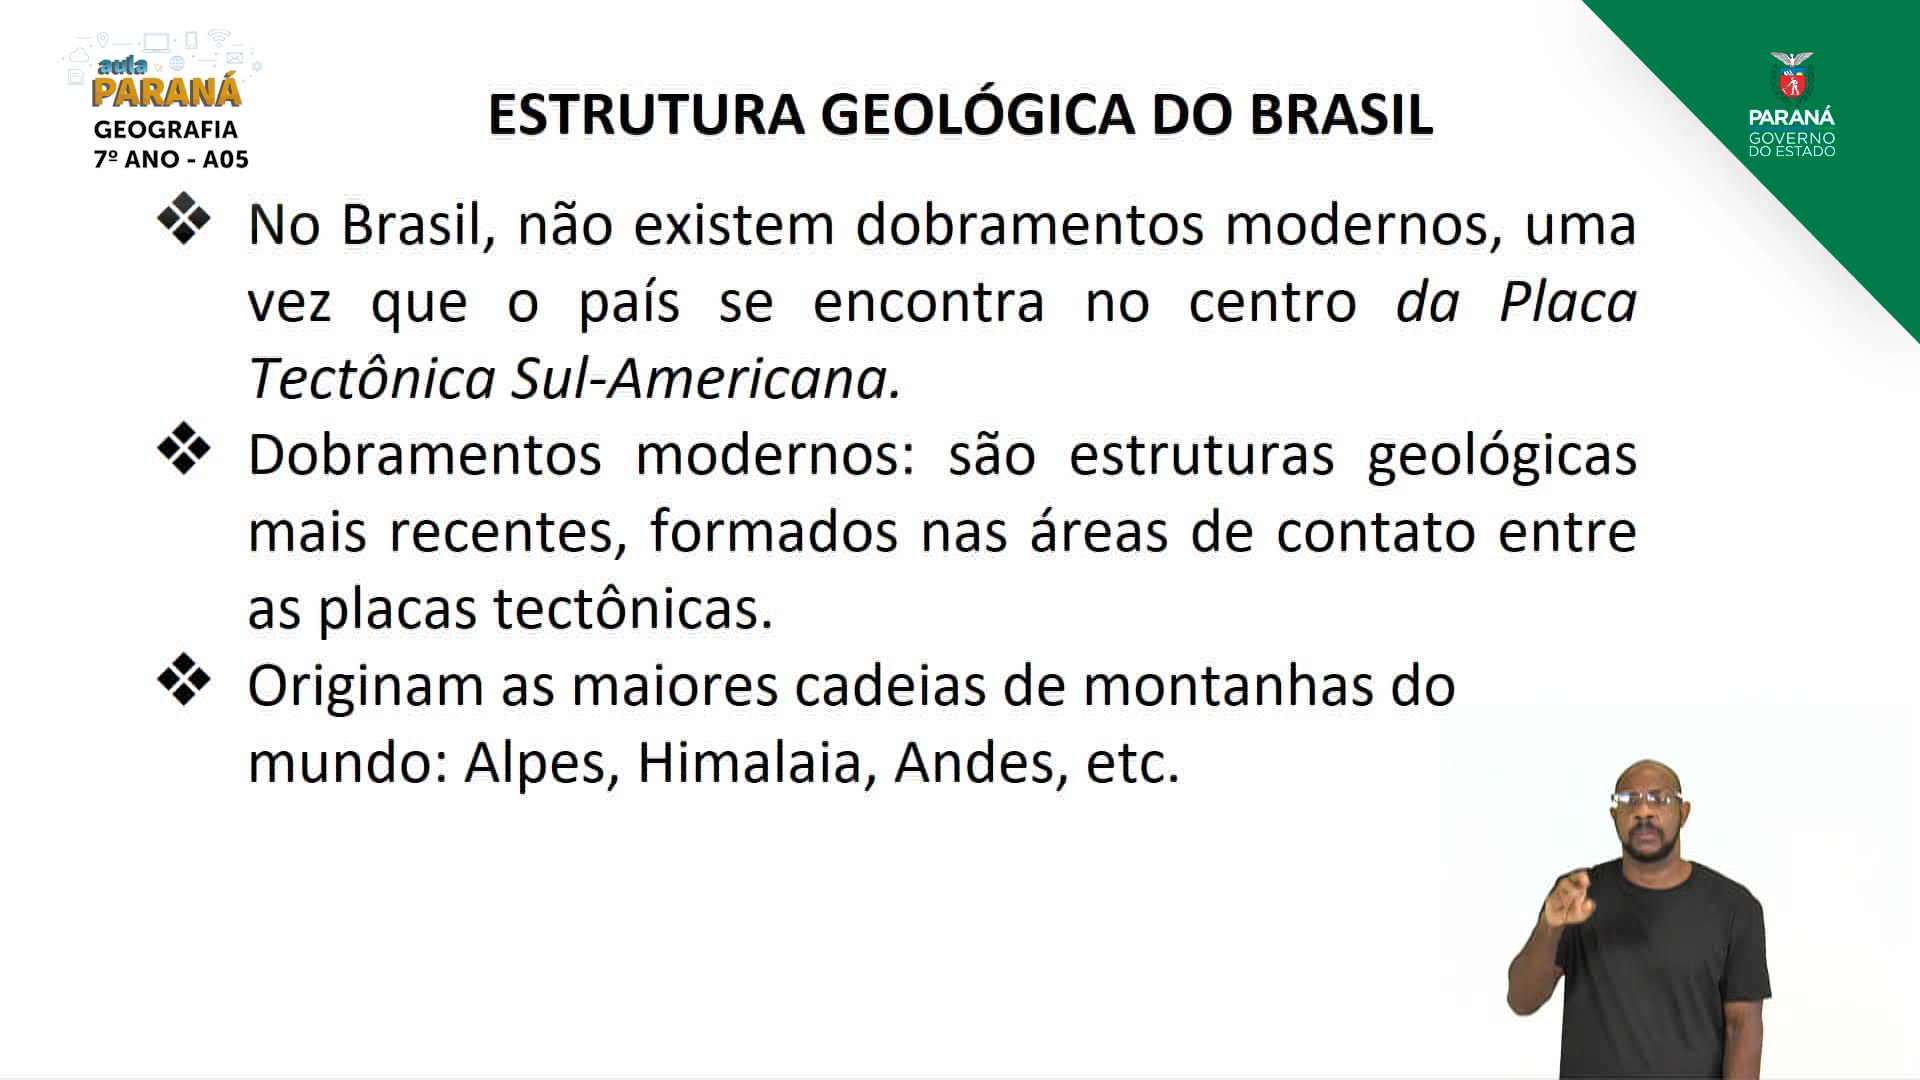 aula
PARANÁ
GEOGRAFIA
7º ANO - A05
ESTRUTURA GEOLÓGICA DO BRASIL
PARANÁ
GOVERNO
DO ESTADO
❖ No Brasil, não existem dobramentos modernos, uma
vez que o país se encontra no centro da Placa
Tectônica Sul-Americana.
❖ Dobramentos modernos: são estruturas geológicas
mais recentes, formados nas áreas de contato entre
as placas tectônicas.
❖ Originam as maiores cadeias de montanhas do
mundo: Alpes, Himalaia, Andes, etc.